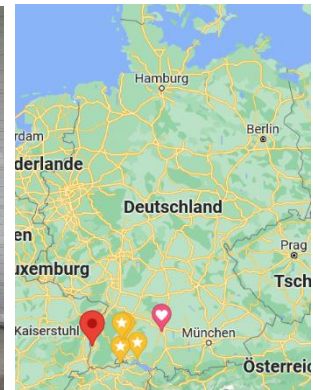 Hamburg
rdam
Berlin
derlande
Deutschland
en
Prag
uxemburg
Tsch
Kaiserstuhl
München
Österreic